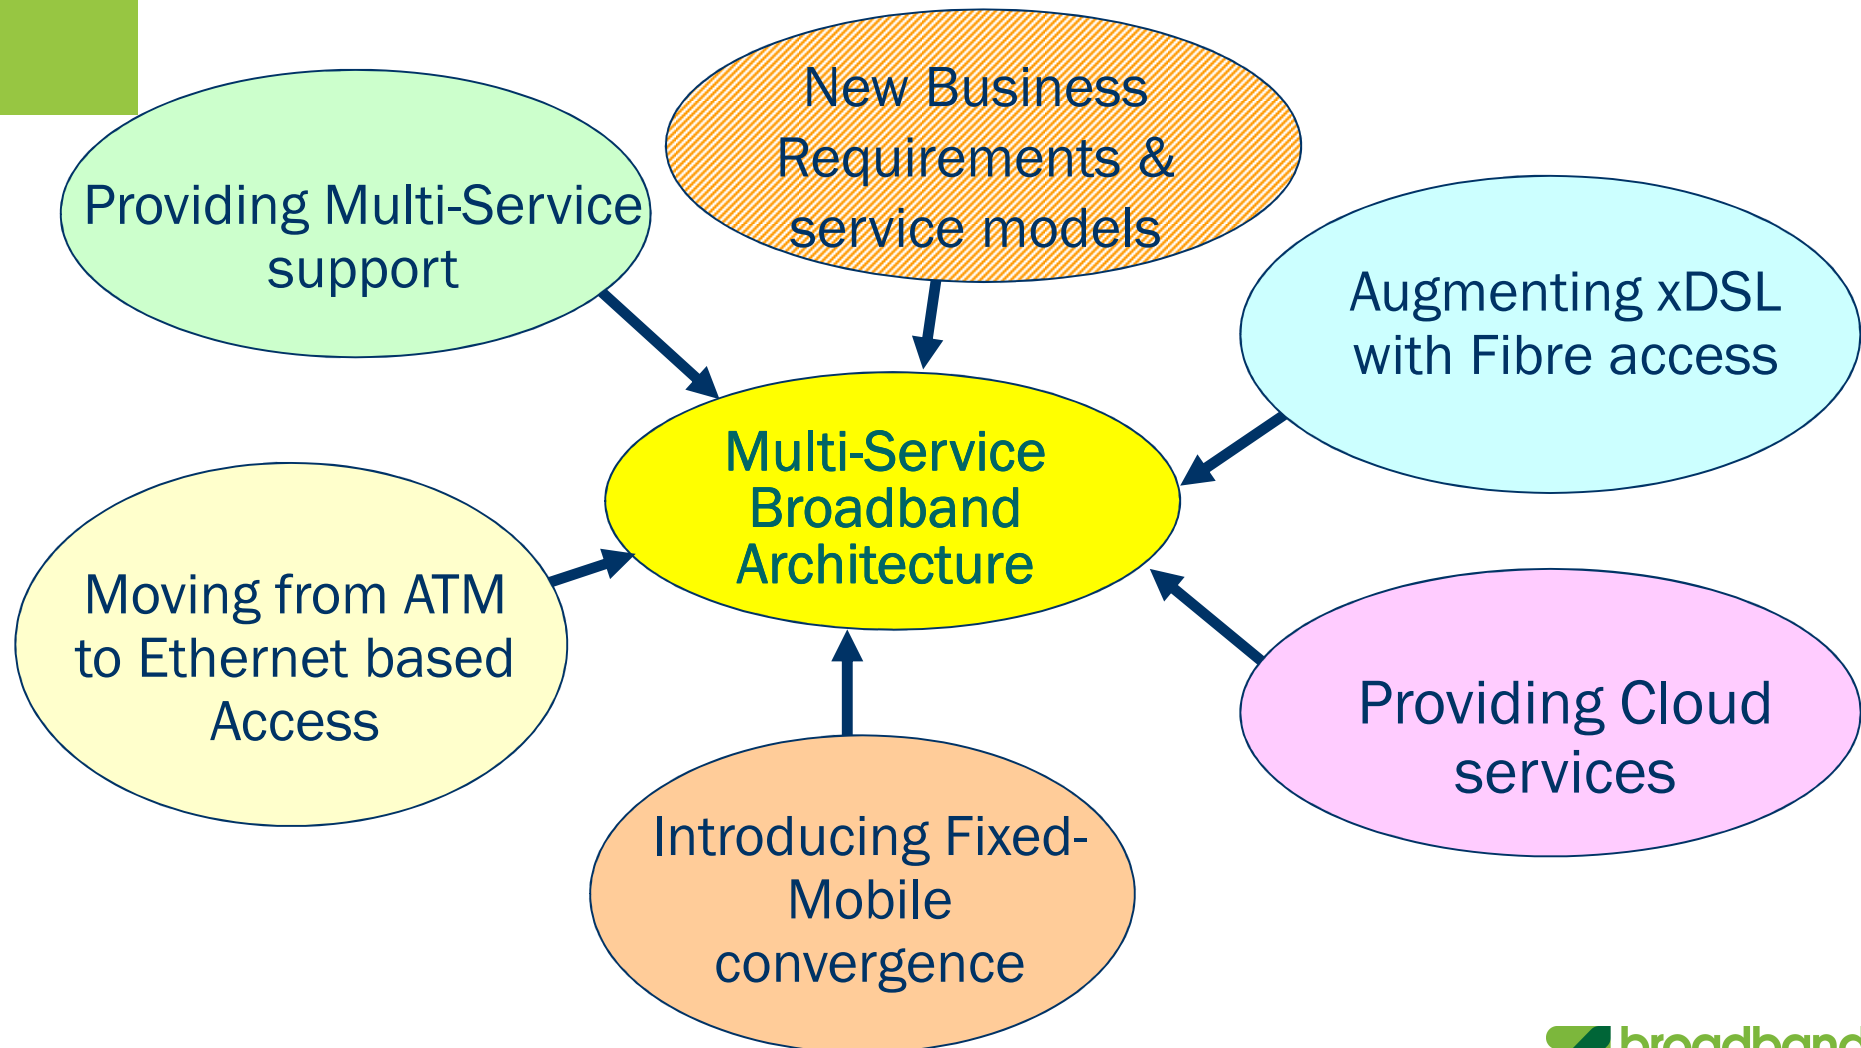 New Business
Requirements &
service models
Providing Multi-Service
support
Augmenting xDSL
with Fibre access
Multi-Service
Broadband
Architecture
Moving from ATM
to Ethernet based
Access
Providing Cloud
services
Introducing Fixed-
Mobile
convergence
broadband